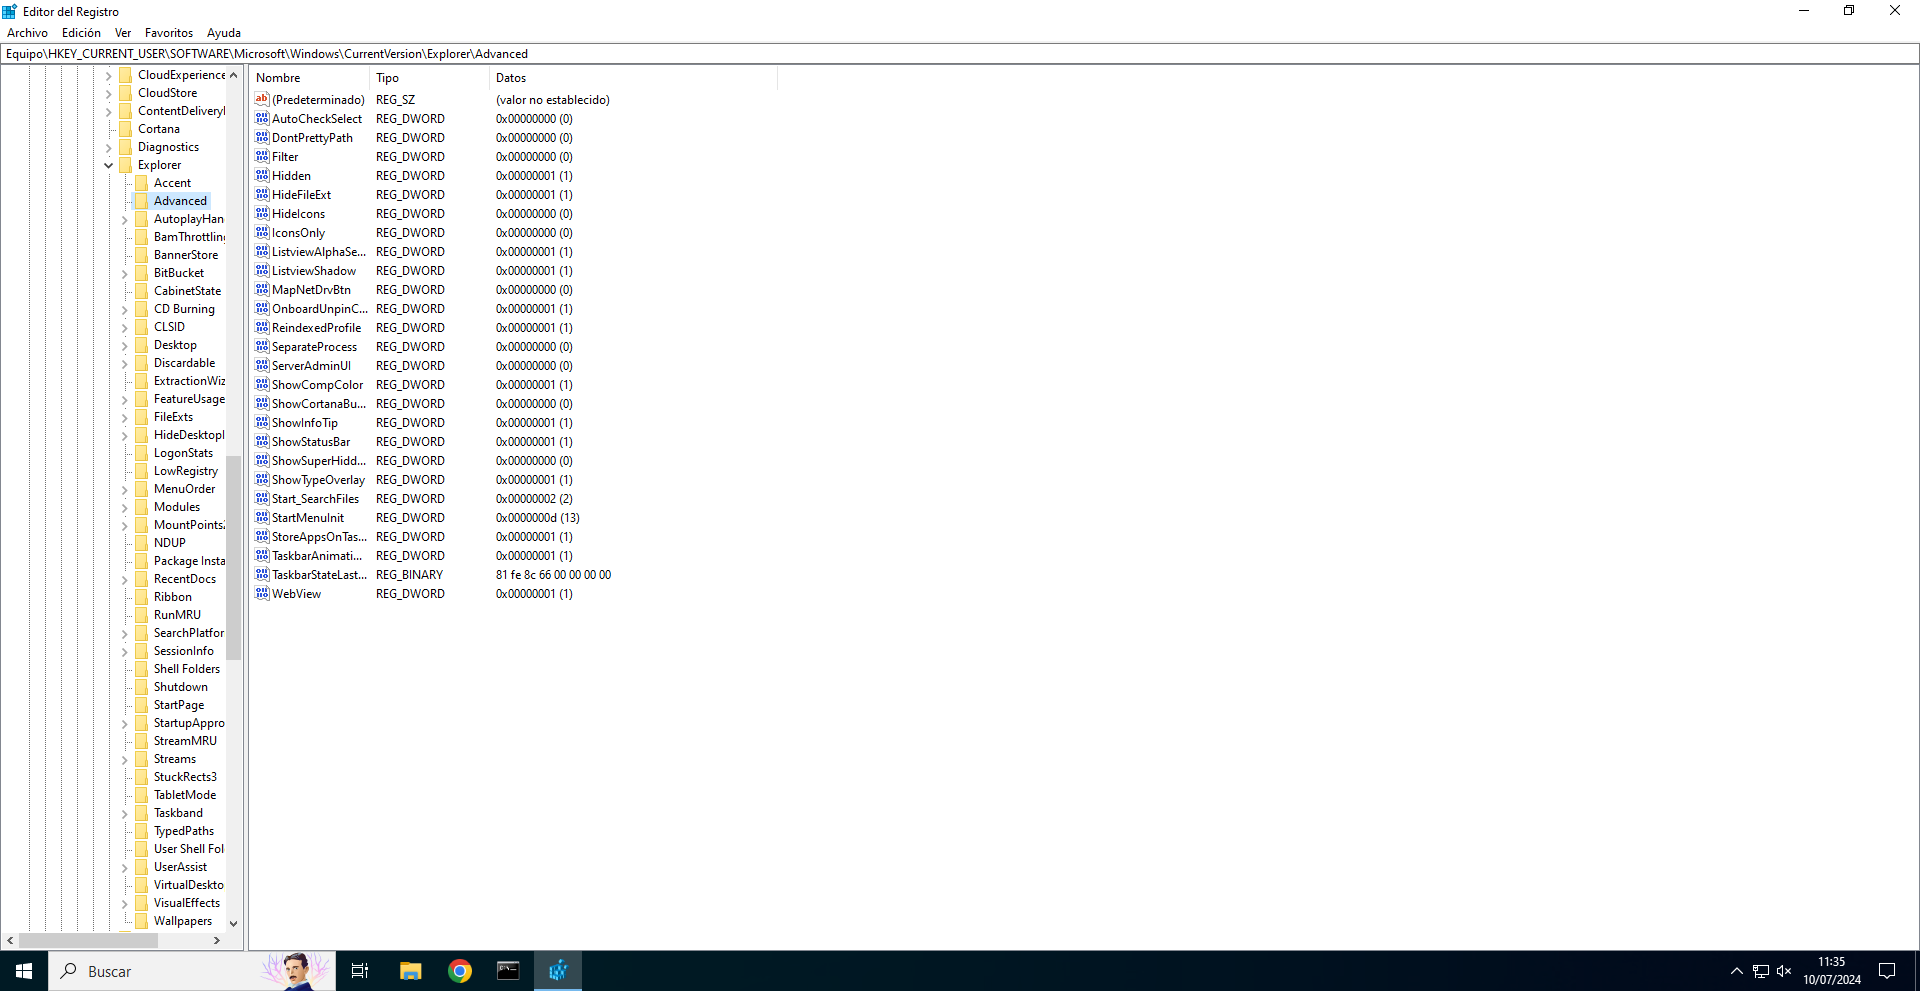 Editor del Registro
Archivo Edición Ver Favoritos Ayuda
Equipo\HKEY_CURRENT_USER\SOFTWARE\Microsoft\Windows\CurrentVersion\Explorer\Advanced
CloudExperience
CloudStore
ContentDelivery
Cortana
Diagnostics
Explorer
Accent
Advanced
AutoplayHan
BamThrottling
BannerStore
BitBucket
CabinetState
CD Burning
CLSID
Desktop
Discardable
ExtractionWiz
FeatureUsage
FileExts
HideDesktopI
LogonStats
LowRegistry
MenuOrder
Modules
MountPoints2
NDUP
Package Insta
RecentDocs
Ribbon
RunMRU
SearchPlatfor
SessionInfo
Shell Folders
Shutdown
StartPage
StartupAppro
StreamMRU
Streams
StuckRects3
TabletMode
Taskband
TypedPaths
User Shell Fol
UserAssist
VirtualDeskto
VisualEffects
Wallpapers
Nombre Tipo Datos
(Predeterminado) REG_SZ (valor no establecido)
AutoCheckSelect REG_DWORD 0x00000000 (0)
DontPrettyPath REG_DWORD 0x00000000 (0)
Filter REG_DWORD 0x00000000 (0)
Hidden REG_DWORD 0x00000001 (1)
HideFileExt REG_DWORD 0x00000001 (1)
HideIcons REG_DWORD 0x00000000 (0)
IconsOnly REG_DWORD 0x00000000 (0)
ListviewAlphaSe... REG_DWORD 0x00000001 (1)
ListviewShadow REG_DWORD 0x00000001 (1)
MapNetDrvBtn REG_DWORD 0x00000000 (0)
OnboardUnpinC... REG_DWORD 0x00000001 (1)
ReindexedProfile REG_DWORD 0x00000001 (1)
SeparateProcess REG_DWORD 0x00000000 (0)
ServerAdminUI REG_DWORD 0x00000000 (0)
ShowCompColor REG_DWORD 0x00000001 (1)
ShowCortanaBu... REG_DWORD 0x00000000 (0)
ShowInfoTip REG_DWORD 0x00000001 (1)
ShowStatusBar REG_DWORD 0x00000001 (1)
ShowSuperHidd... REG_DWORD 0x00000000 (0)
ShowTypeOverlay REG_DWORD 0x00000001 (1)
Start_SearchFiles REG_DWORD 0x00000002 (2)
StartMenuInit REG_DWORD 0x0000000d (13)
StoreAppsOnTas... REG_DWORD 0x00000001 (1)
TaskbarAnimati... REG_DWORD 0x00000001 (1)
TaskbarStateLast... REG_BINARY 81 fe 8c 66 00 00 00 00
WebView REG_DWORD 0x00000001 (1)
Buscar
11:35
10/07/2024